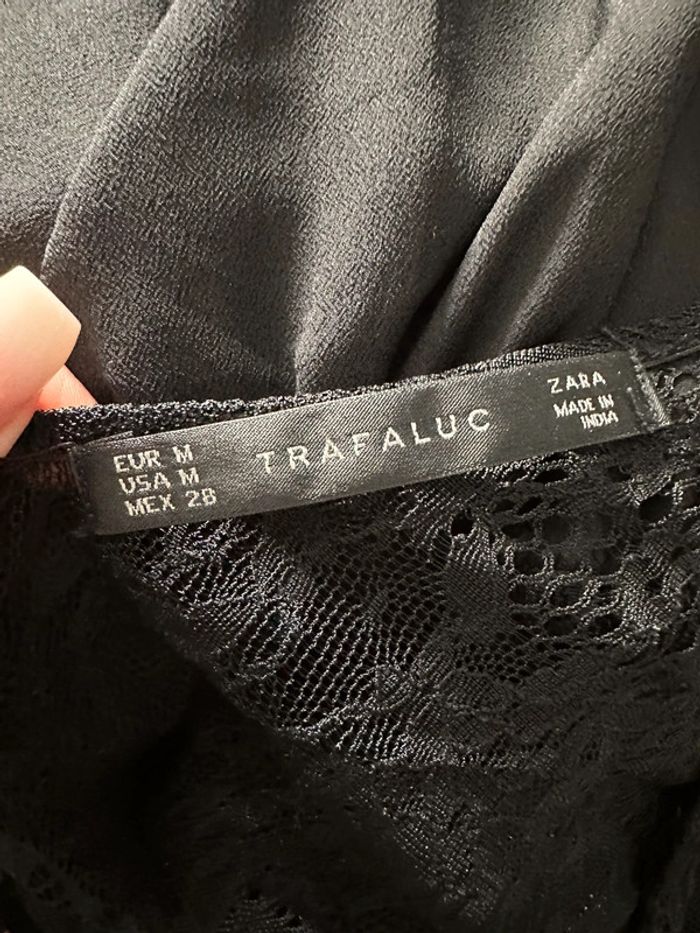 EUR M
USA M
MEX 28
TRAFALUC
ZARA
MADE IN
INDIA